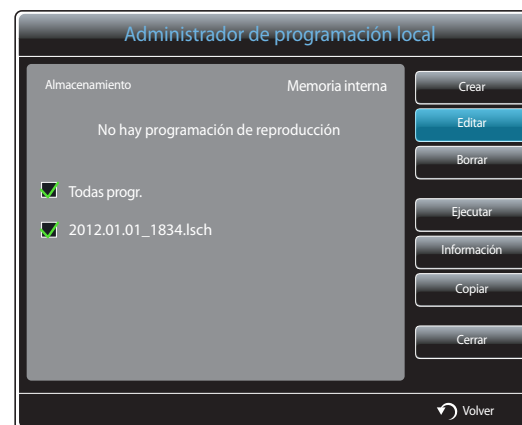 Administrador de programación local
Almacenamiento
Memoria interna
No hay programación de reproducción
Todas progr.
2012.01.01_1834.lsch
Crear
Editar
Borrar
Ejecutar
Información
Copiar
Cerrar
Volver